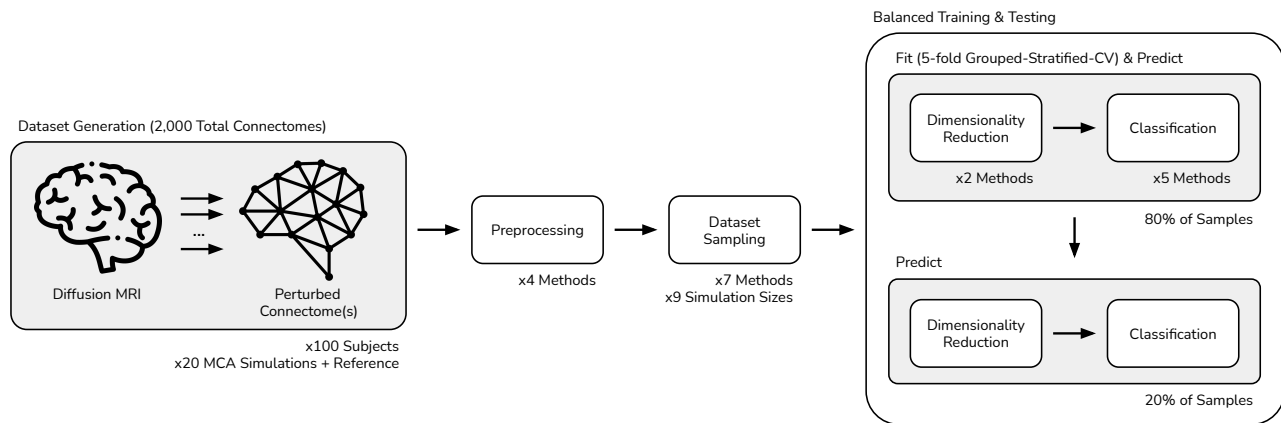 Balanced Training & Testing
Fit (5-fold Grouped-Stratified-CV) & Predict
Dimensionality
Reduction
Classification
x2 Methods
x5 Methods
80% of Samples
Dataset Generation (2,000 Total Connectomes)
...
Diffusion MRI
Perturbed
Connectome(s)
x100 Subjects
x20 MCA Simulations + Reference
Preprocessing
x4 Methods
Dataset
Sampling
x7 Methods
x9 Simulation Sizes
Predict
Dimensionality
Reduction
Classification
20% of Samples